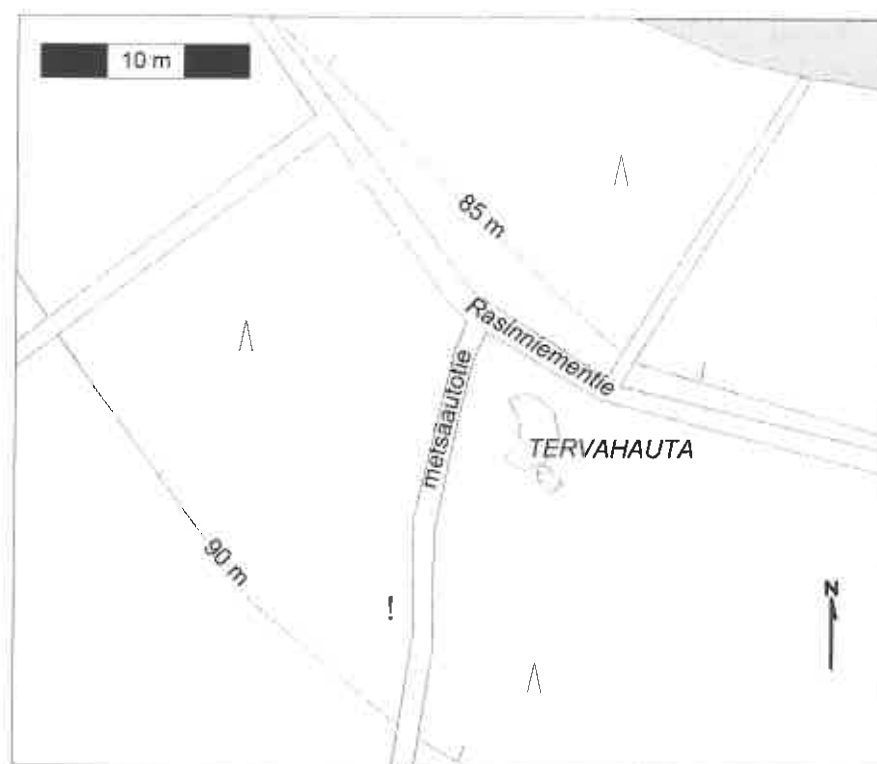 10 m
85 m
Rasinniementie
metsäautotie
TERVAHAUTA
90 m
!
N